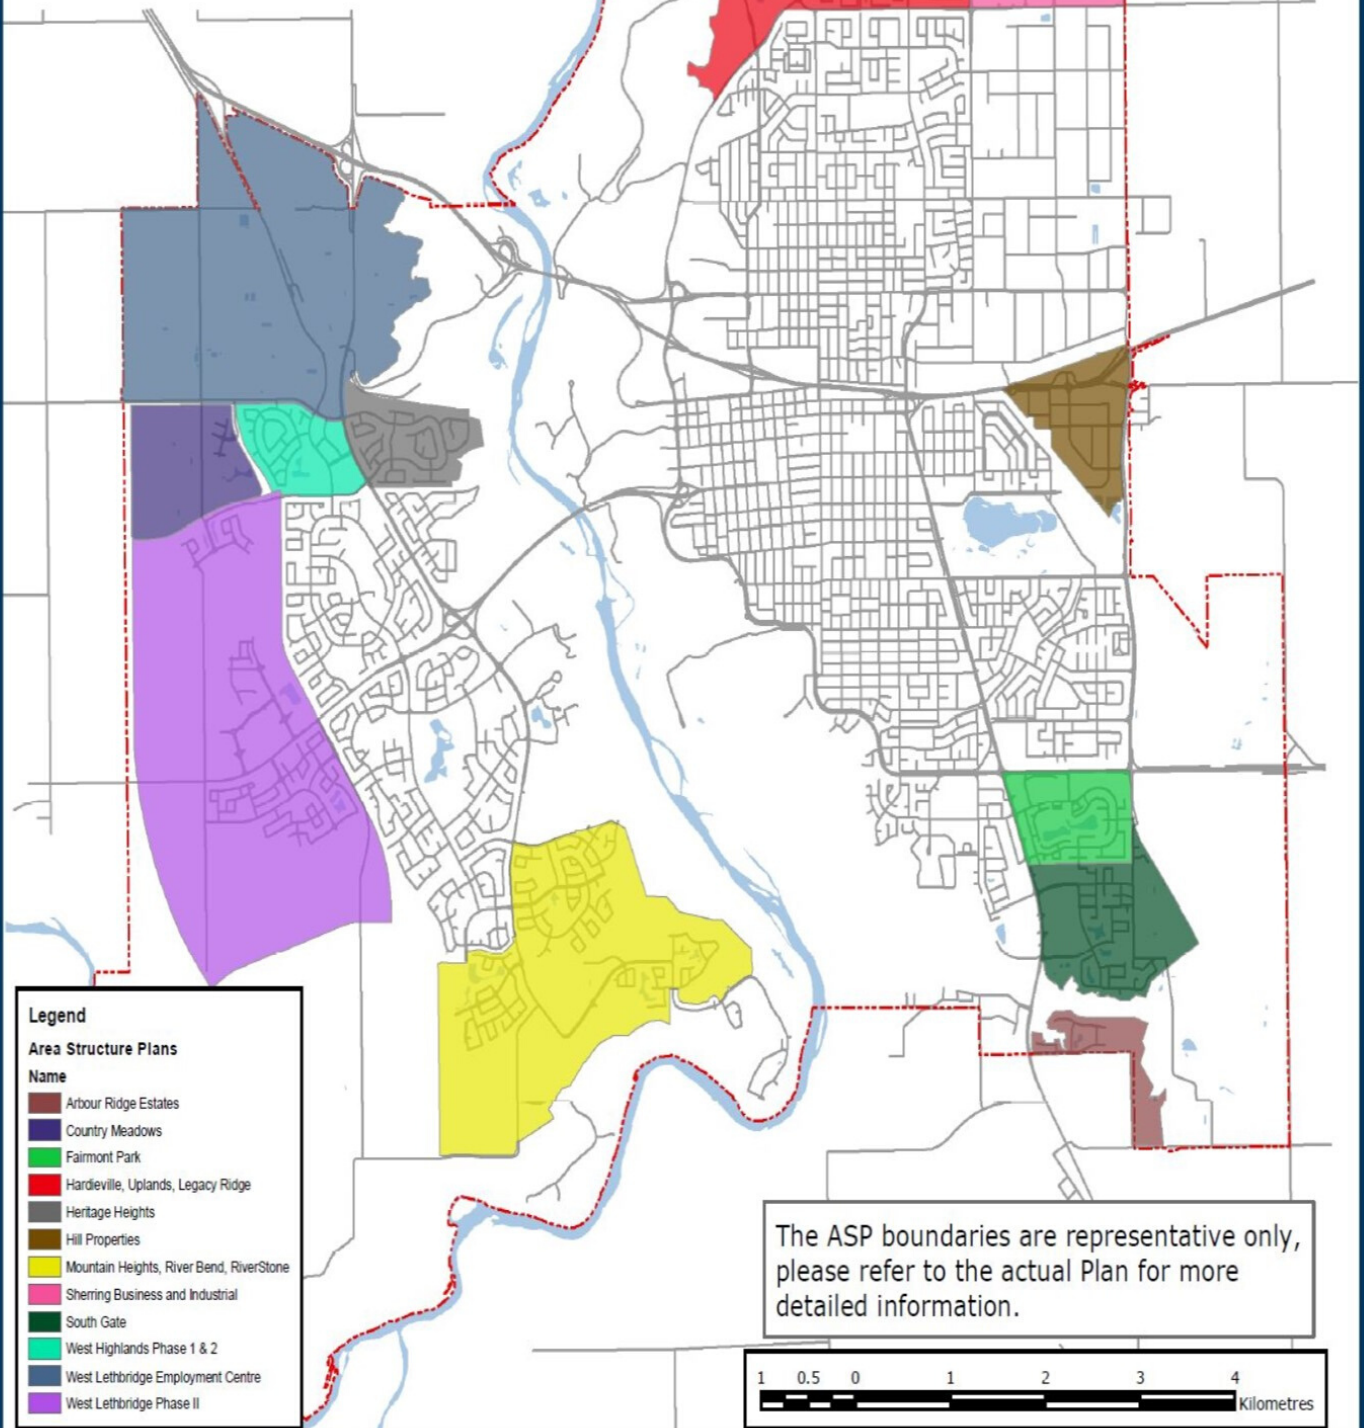 Legend
Area Structure Plans
Name
Arbour Ridge Estates
Country Meadows
Fairmont Park
Hardieville, Uplands, Legacy Ridge
Heritage Heights
Hill Properties
Mountain Heights, River Bend, RiverStone
Sherring Business and Industrial
South Gate
West Highlands Phase 1 & 2
West Lethbridge Employment Centre
West Lethbridge Phase II
The ASP boundaries are representative only,
please refer to the actual Plan for more
detailed information.
1 0.5 0 1 2 3 4
Kilometres